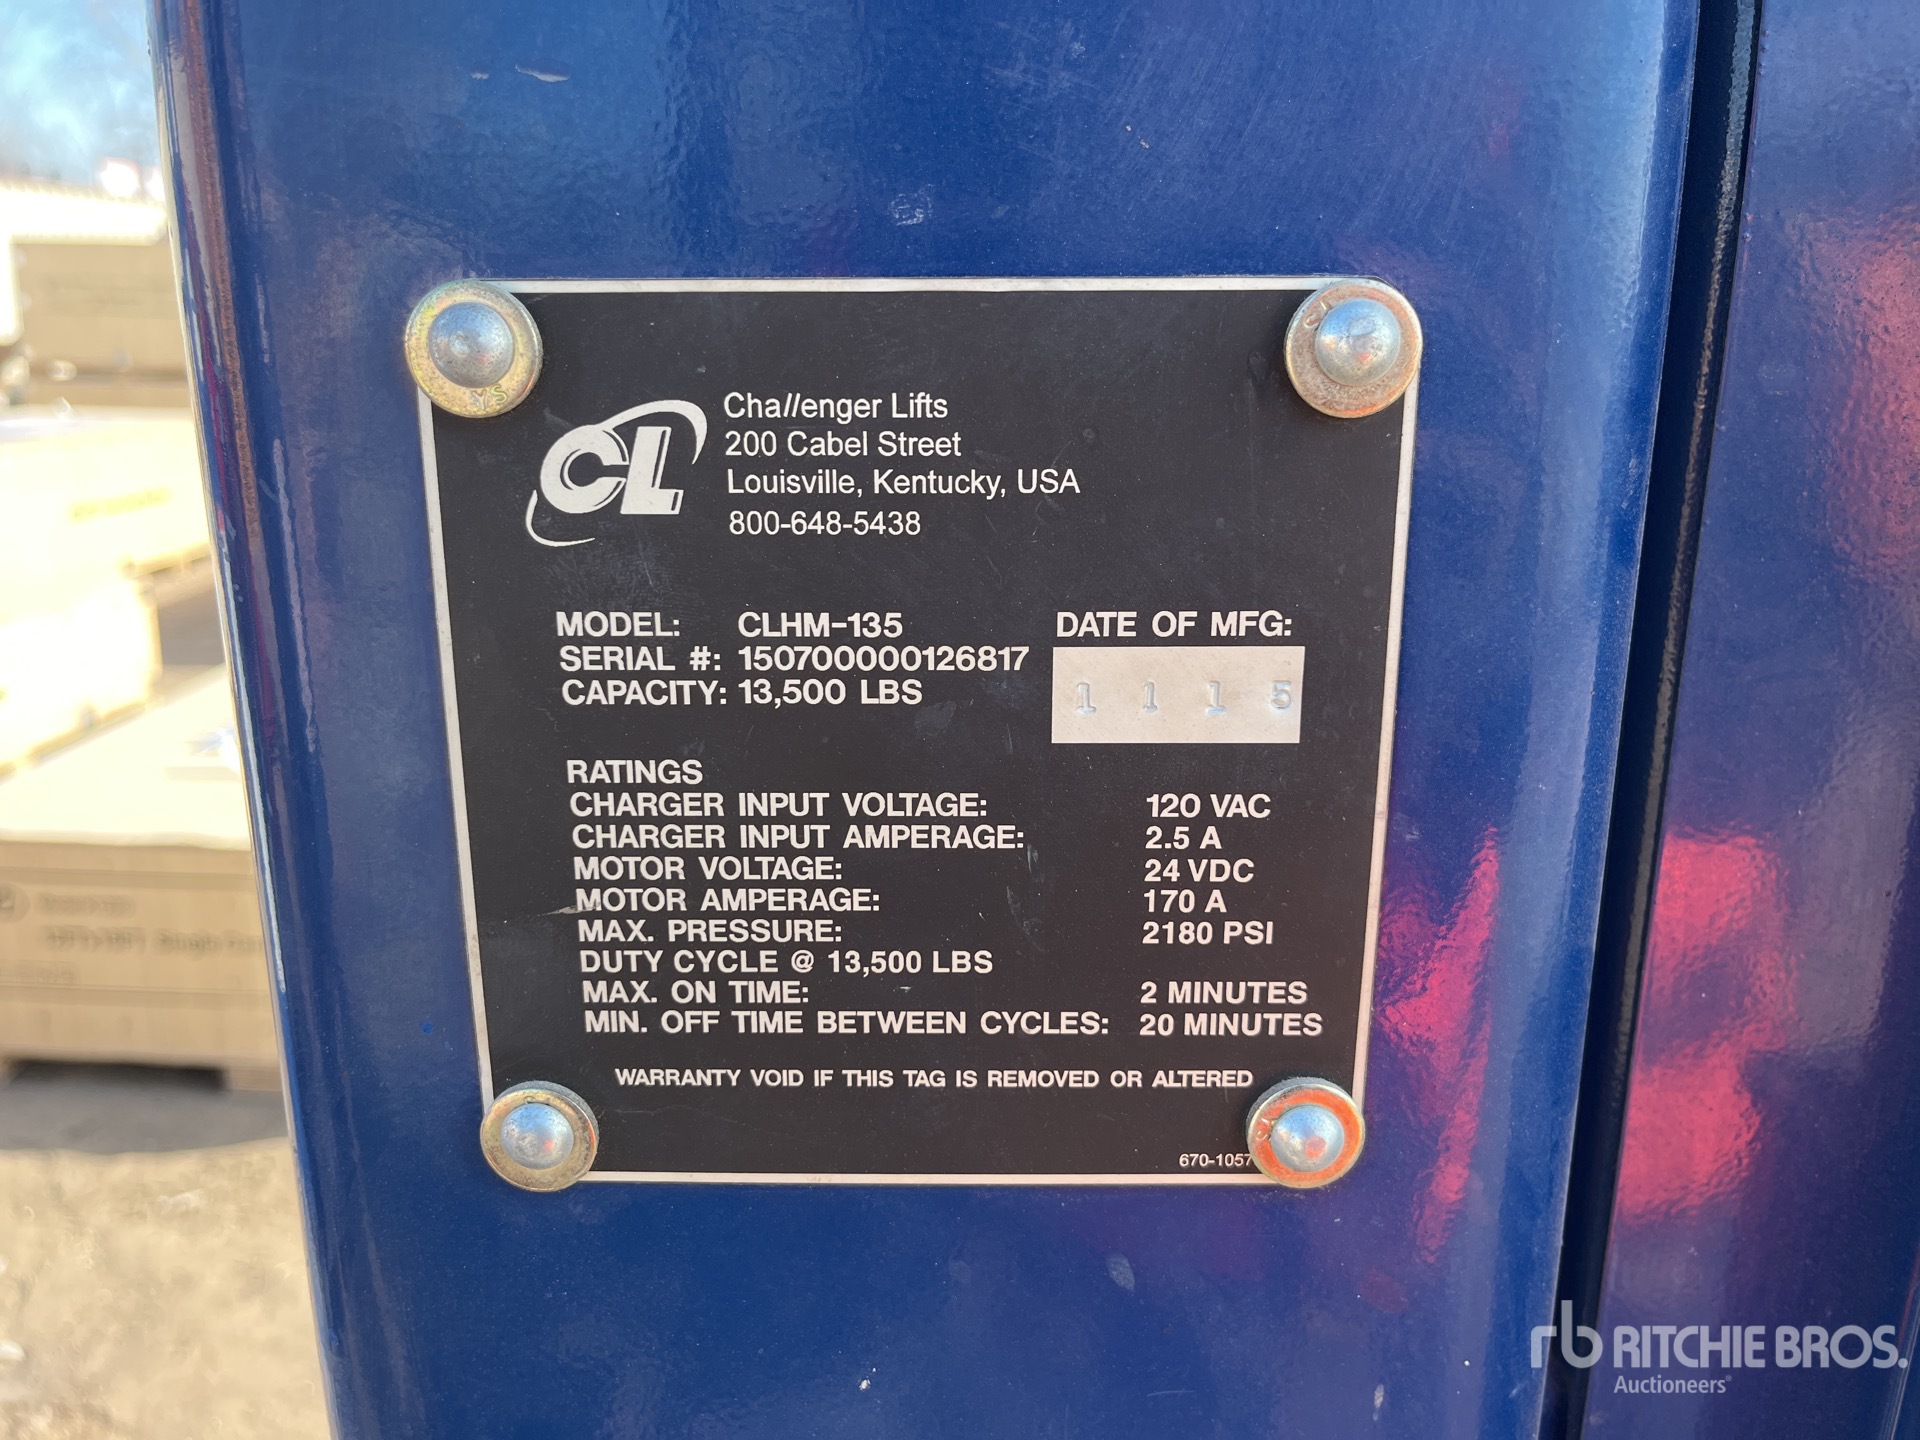 CL
Challenger Lifts
200 Cabel Street
Louisville, Kentucky, USA
800-648-5438
MODEL: CLHM-135
SERIAL #: 150700000126817
CAPACITY: 13,500 LBS
DATE OF MFG:
1 1 1 5
RATINGS
CHARGER INPUT VOLTAGE: 120 VAC
CHARGER INPUT AMPERAGE: 2.5 A
MOTOR VOLTAGE: 24 VDC
MOTOR AMPERAGE: 170 A
MAX. PRESSURE: 2180 PSI
DUTY CYCLE @ 13,500 LBS
MAX. ON TIME: 2 MINUTES
MIN. OFF TIME BETWEEN CYCLES: 20 MINUTES
WARRANTY VOID IF THIS TAG IS REMOVED OR ALTERED
670-1057
YS
rb RITCHIE BROS.
Auctioneers